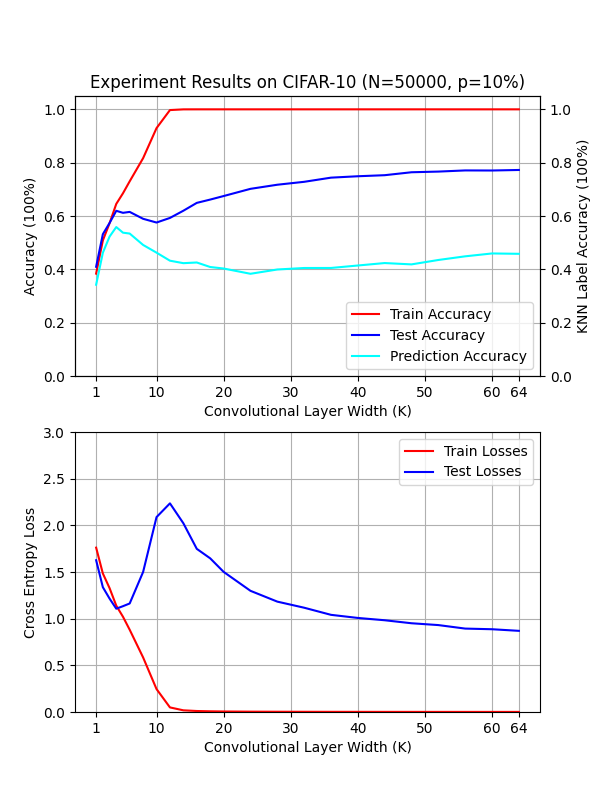 Experiment Results on CIFAR-10 (N=50000, p=10%)
1.0
0.8
0.6
0.4
0.2
0.0
Accuracy (100%)
1.0
0.8
0.6
0.4
0.2
0.0
KNN Label Accuracy (100%)
Train Accuracy
Test Accuracy
Prediction Accuracy
1 10 20 30 40 50 60 64
Convolutional Layer Width (K)
3.0
2.5
2.0
1.5
1.0
0.5
0.0
Cross Entropy Loss
Train Losses
Test Losses
1 10 20 30 40 50 60 64
Convolutional Layer Width (K)